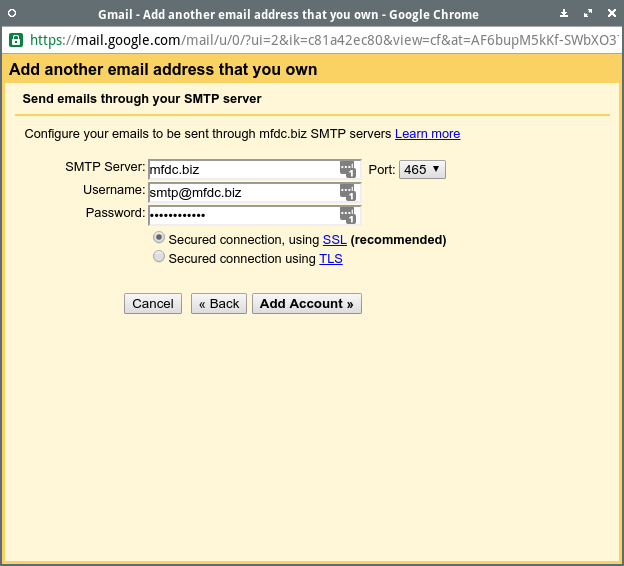 Gmail - Add another email address that you own - Google Chrome
https://mail.google.com/mail/u/0/?ui=2&ik=c81a42ec80&view=cf&at=AF6bupM5kKf-SWbXO3
Add another email address that you own
Send emails through your SMTP server
Configure your emails to be sent through mfdc.biz SMTP servers Learn more
SMTP Server: mfdc.biz 1 Port: 465
Username: smtp@mfdc.biz 1
Password: •••••••••••• 1
Secured connection, using SSL (recommended)
Secured connection using TLS
Cancel « Back Add Account »